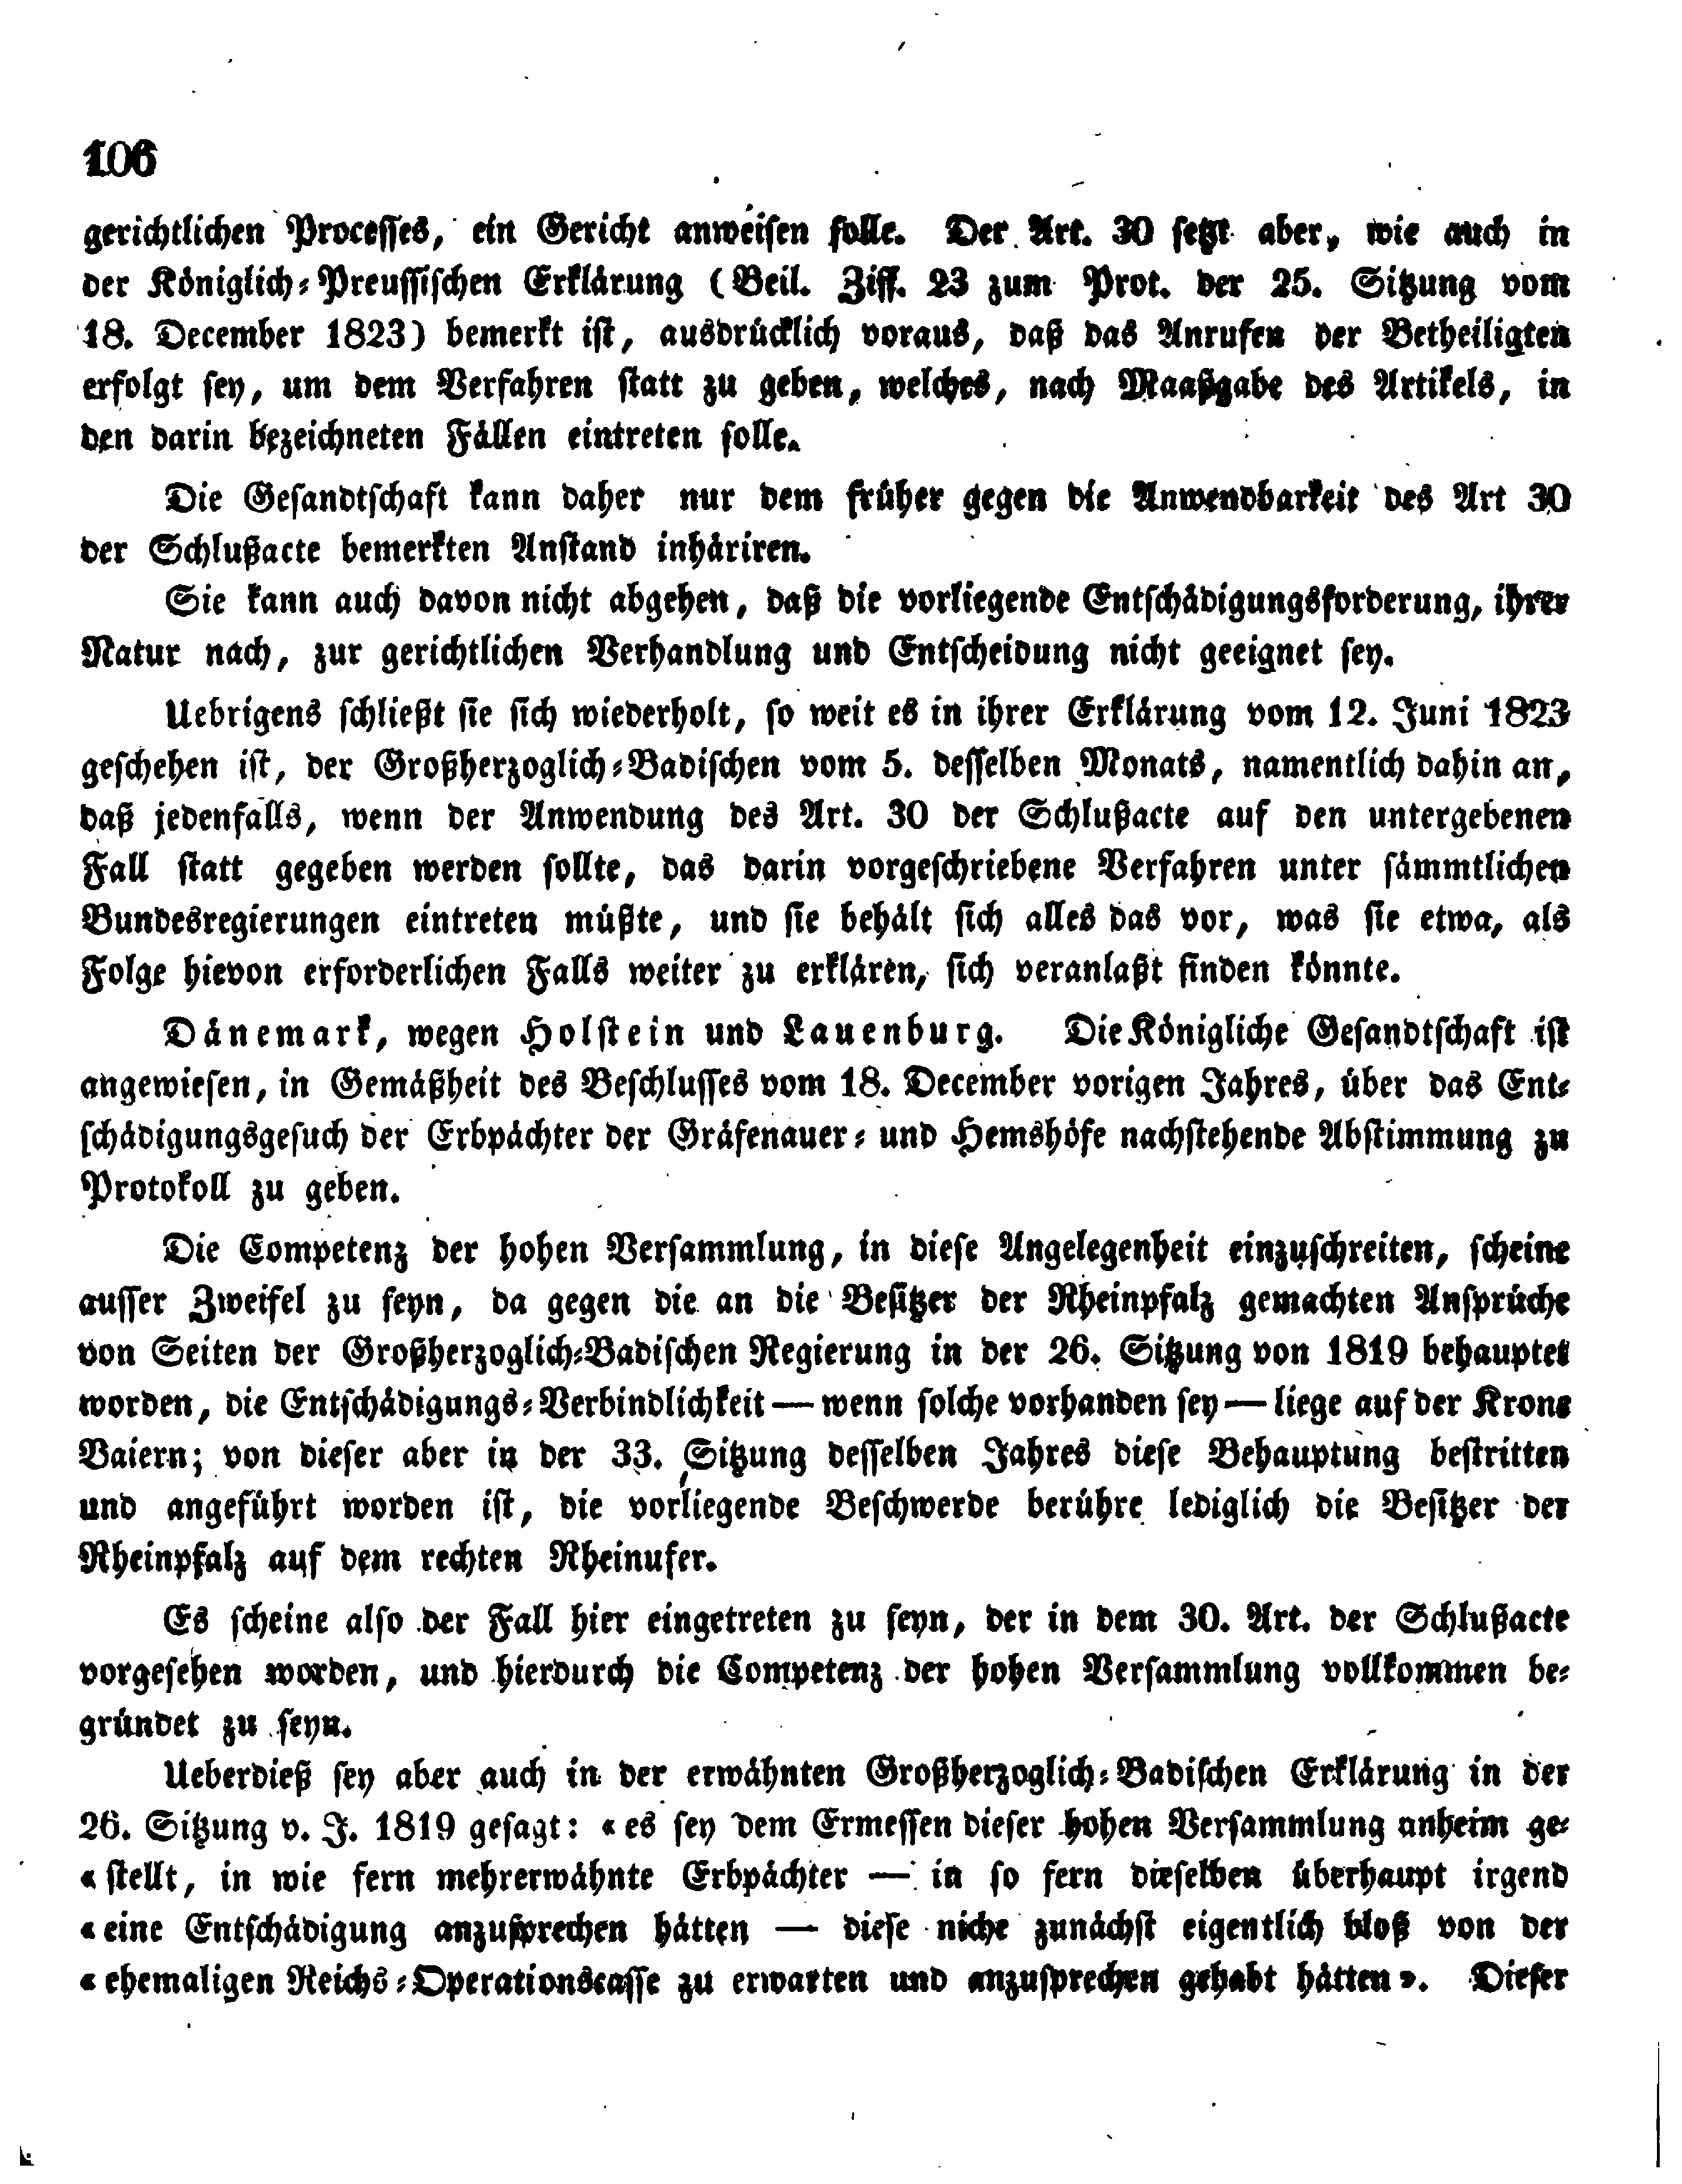 106
gerichtlichen Processes, ein Gericht anweisen solle. Der Art. 30 setzt aber, wie auch in
der Königlich-Preussischen Erklärung (Beil. Ziff. 23 zum Prot. der 25. Sitzung vom
18. December 1823) bemerkt ist, ausdrücklich voraus, daß das Anrufen der Betheiligten
erfolgt sey, um dem Verfahren statt zu geben, welches, nach Maaßgabe des Artikels, in
den darin bezeichneten Fällen eintreten solle.
Die Gesandtschaft kann daher nur dem früher gegen die Anwendbarkeit des Art 30
der Schlußacte bemerkten Anstand inhäriren.
Sie kann auch davon nicht abgehen, daß die vorliegende Entschädigungsforderung, ihrer
Natur nach, zur gerichtlichen Verhandlung und Entscheidung nicht geeignet sey.
Uebrigens schließt sie sich wiederholt, so weit es in ihrer Erklärung vom 12. Juni 1823
geschehen ist, der Großherzoglich-Badischen vom 5. desselben Monats, namentlich dahin an,
daß jedenfalls, wenn der Anwendung des Art. 30 der Schlußacte auf den untergebenen
Fall statt gegeben werden sollte, das darin vorgeschriebene Verfahren unter sämmtlichen
Bundesregierungen eintreten müßte, und sie behält sich alles das vor, was sie etwa, als
Folge hievon erforderlichen Falls weiter zu erklären, sich veranlaßt finden könnte.
Dänemark, wegen Holstein und Lauenburg. Die Königliche Gesandtschaft ist
angewiesen, in Gemäßheit des Beschlusses vom 18. December vorigen Jahres, über das Ent-
schädigungsgesuch der Erbpächter der Gräfenauer- und Hemshöfe nachstehende Abstimmung zu
Protokoll zu geben.
Die Competenz der hohen Versammlung, in diese Angelegenheit einzuschreiten, scheine
ausser Zweifel zu seyn, da gegen die an die Besitzer der Rheinpfalz gemachten Ansprüche
von Seiten der Großherzoglich-Badischen Regierung in der 26. Sitzung von 1819 behauptet
worden, die Entschädigungs-Verbindlichkeit — wenn solche vorhanden sey — liege auf der Krone
Baiern; von dieser aber in der 33. Sitzung desselben Jahres diese Behauptung bestritten
und angeführt worden ist, die vorliegende Beschwerde berühre lediglich die Besitzer der
Rheinpfalz auf dem rechten Rheinufer.
Es scheine also der Fall hier eingetreten zu seyn, der in dem 30. Art. der Schlußacte
vorgesehen worden, und hierdurch die Competenz der hohen Versammlung vollkommen be-
gründet zu seyn.
Ueberdieß sey aber auch in der erwähnten Großherzoglich-Badischen Erklärung in der
26. Sitzung v. J. 1819 gesagt: «es sey dem Ermessen dieser hohen Versammlung anheim ge-
«stellt, in wie fern mehrerwähnte Erbpächter — in so fern dieselben überhaupt irgend
«eine Entschädigung anzusprechen hätten — diese niche zunächst eigentlich bloß von der
«ehemaligen Reichs-Operationscasse zu erwarten und anzusprechen gehabt hätten». Dieser